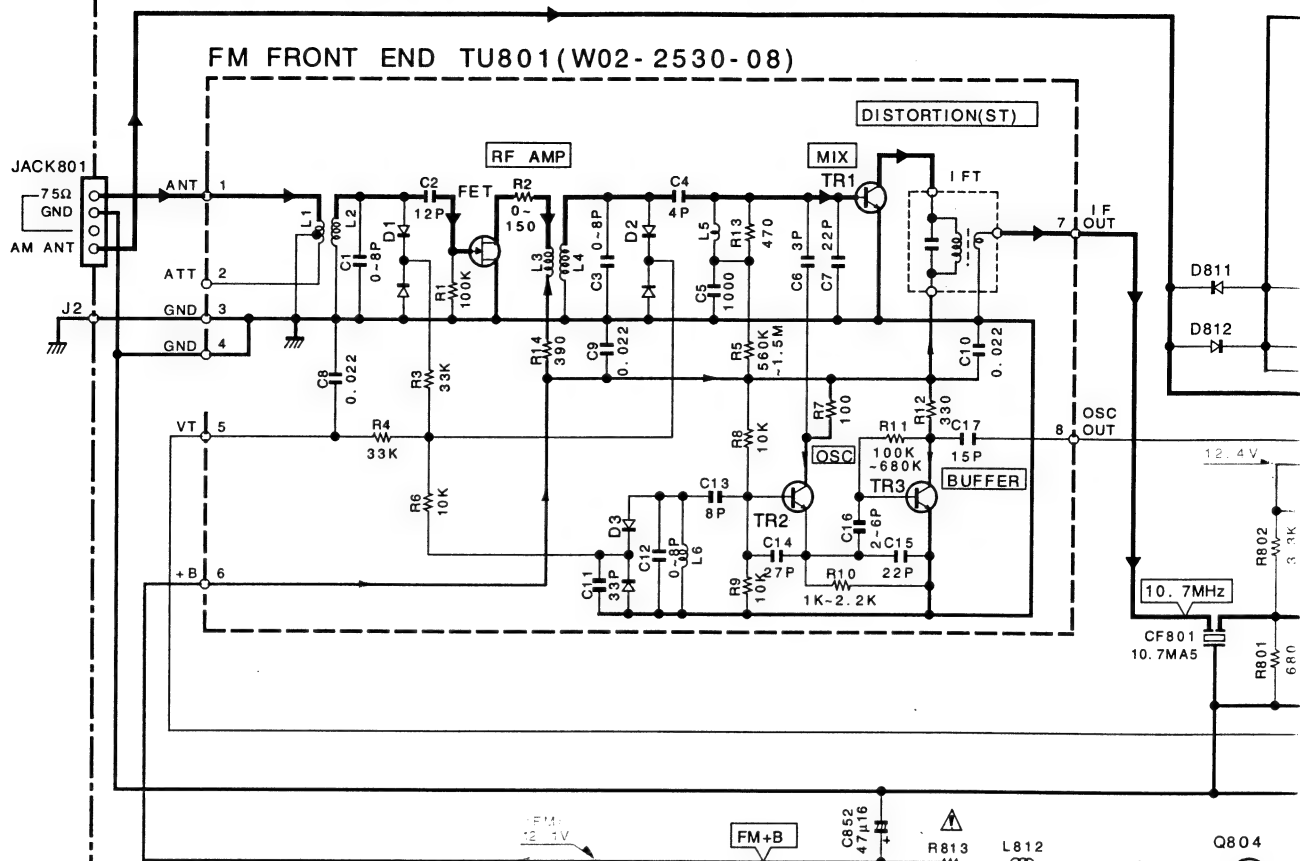 FM FRONT END TU801(W02-2530-08)
DISTORTION(ST)
JACK801
75Ω
GND
AM ANT
ANT 1
ATT 2
J2
GND 3
GND 4
VT 5
+B 6
RF AMP
MIX
TR1
IFT
7 IF OUT
8 OSC OUT
L1
L2
C1 0~8P
D1
C2 12P
FET
R1 100K
R2 0~150
L3
L4
C3 0~8P
D2
C4 4P
L5
R13 470
C5 1000
C6 3P
C7 22P
C8 0.022
R3 33K
R14 390
C9 0.022
R5 560K~1.5M
C10 0.022
R4 33K
R6 10K
R8 10K
R7 100
R12 330
R11 100K~680K
C17 15P
OSC
BUFFER
TR2
TR3
C13 8P
D3
C11 33P
C12 0~8P
L6
R9 10K
C14 27P
C16 2~6P
C15 22P
R10 1K~2.2K
D811
D812
12.4V
R802 3.3K
R801 680
10.7MHz
CF801
10.7MA5
FM+B
C852 47µ16
+
R813
L812
Q804